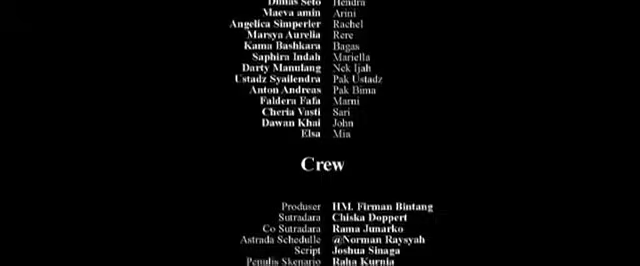 Dimas Seto Hendra
Maeva amin Arini
Angelica Simperler Rachel
Marsya Aurelia Rere
Kama Bashkara Bagas
Saphira Indah Mariella
Darty Manulang Nek Ijah
Ustadz Syailendra Pak Ustadz
Anton Andreas Pak Bima
Faldera Fafa Marni
Cheria Vasti Sari
Dawan Khai John
Elsa Mia
Crew
Produser HM. Firman Bintang
Sutradara Chiska Doppert
Co Sutradara Rama Junarko
Astrada Schedulle @Norman Raysyah
Script Joshua Sinaga
Penulis Skenario Raha Kurnia